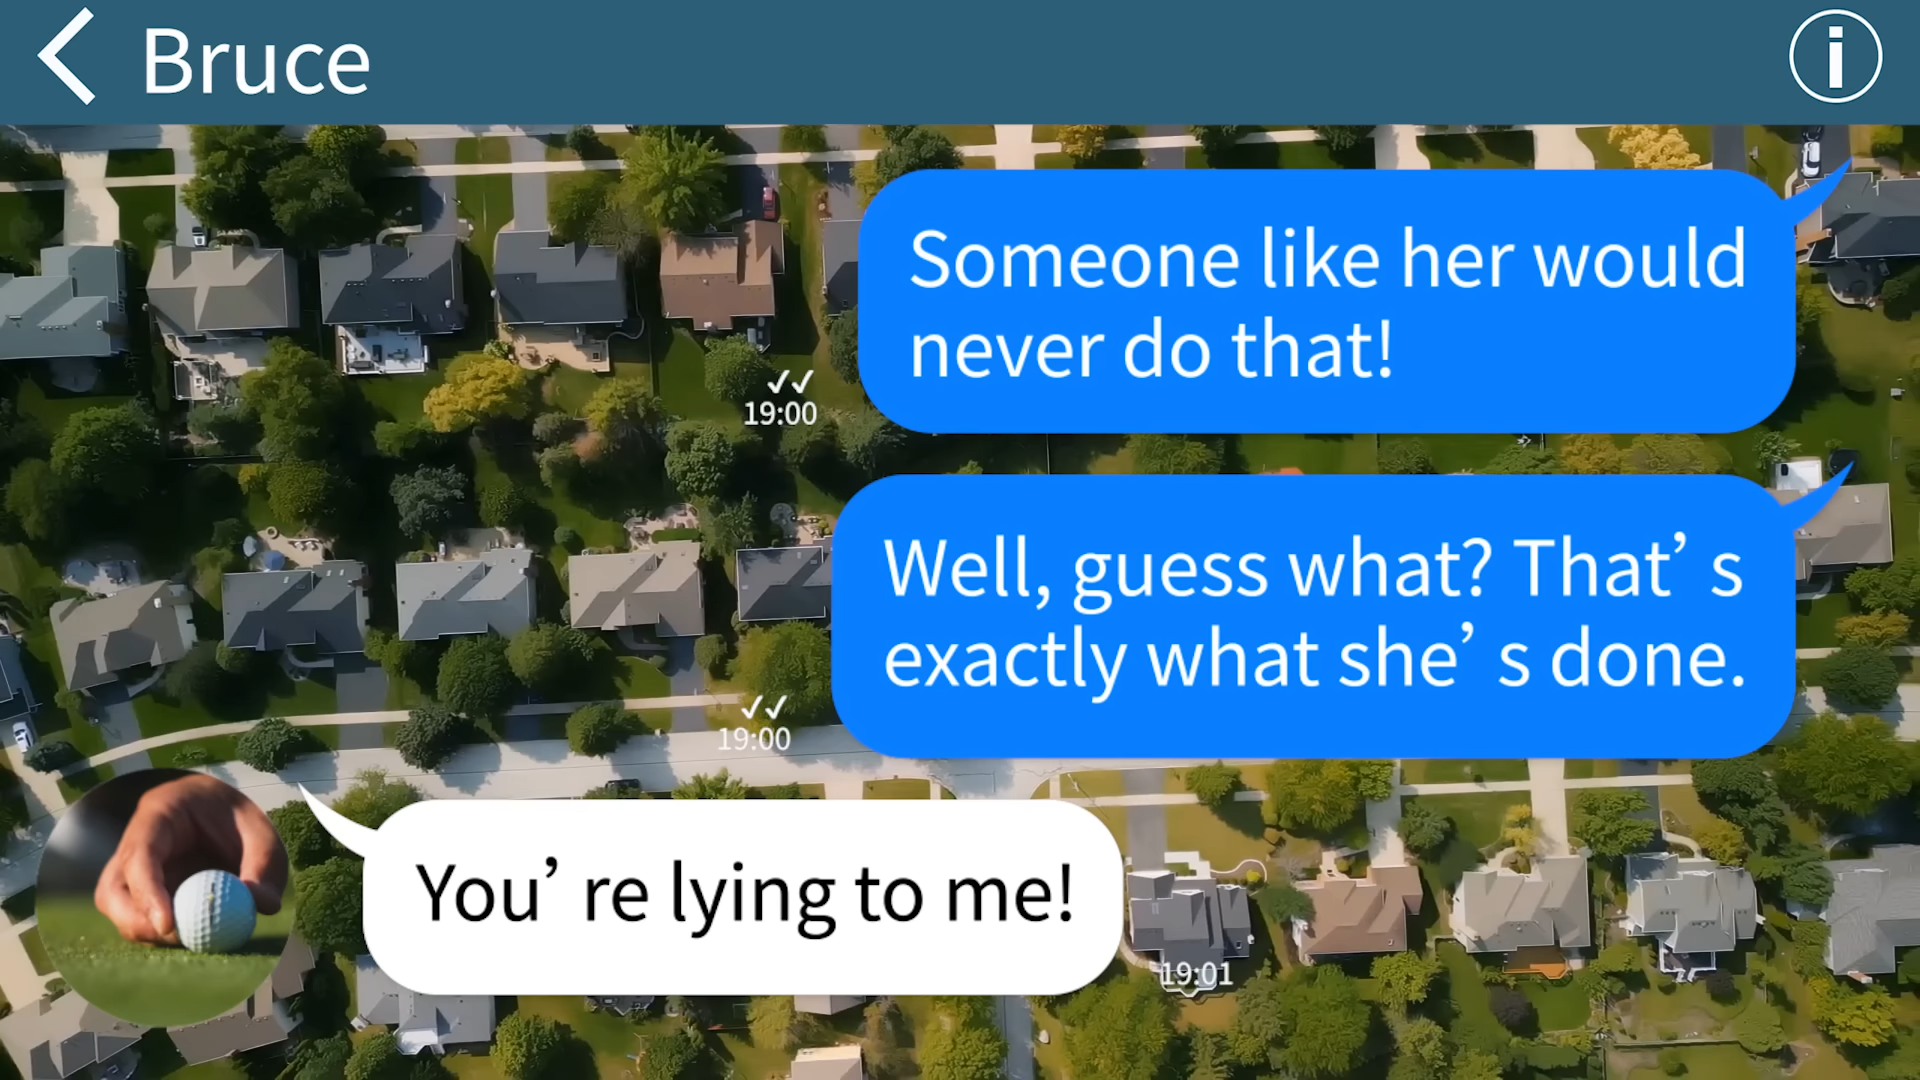 Bruce
Someone like her would
never do that!
19:00
Well, guess what? That’s
exactly what she’s done.
19:00
You’re lying to me!
19:01